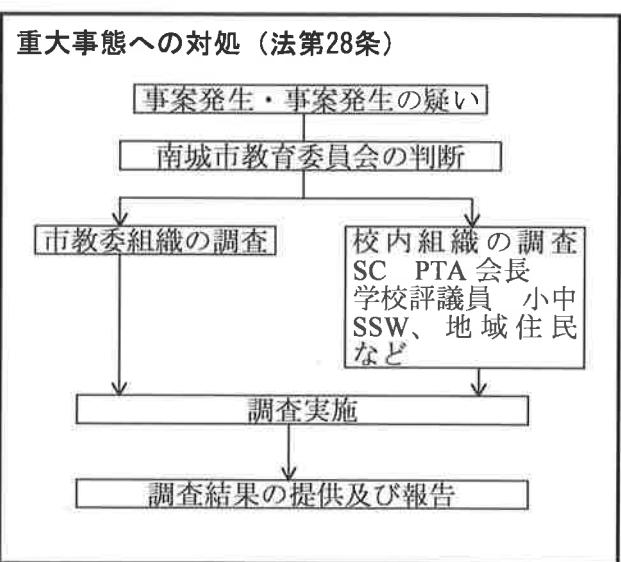 重大事態への対処（法第28条）
事案発生・事案発生の疑い
南城市教育委員会の判断
市教委組織の調査
校内組織の調査
SC　PTA 会長
学校評議員　小中
SSW、地域住民
など
調査実施
調査結果の提供及び報告